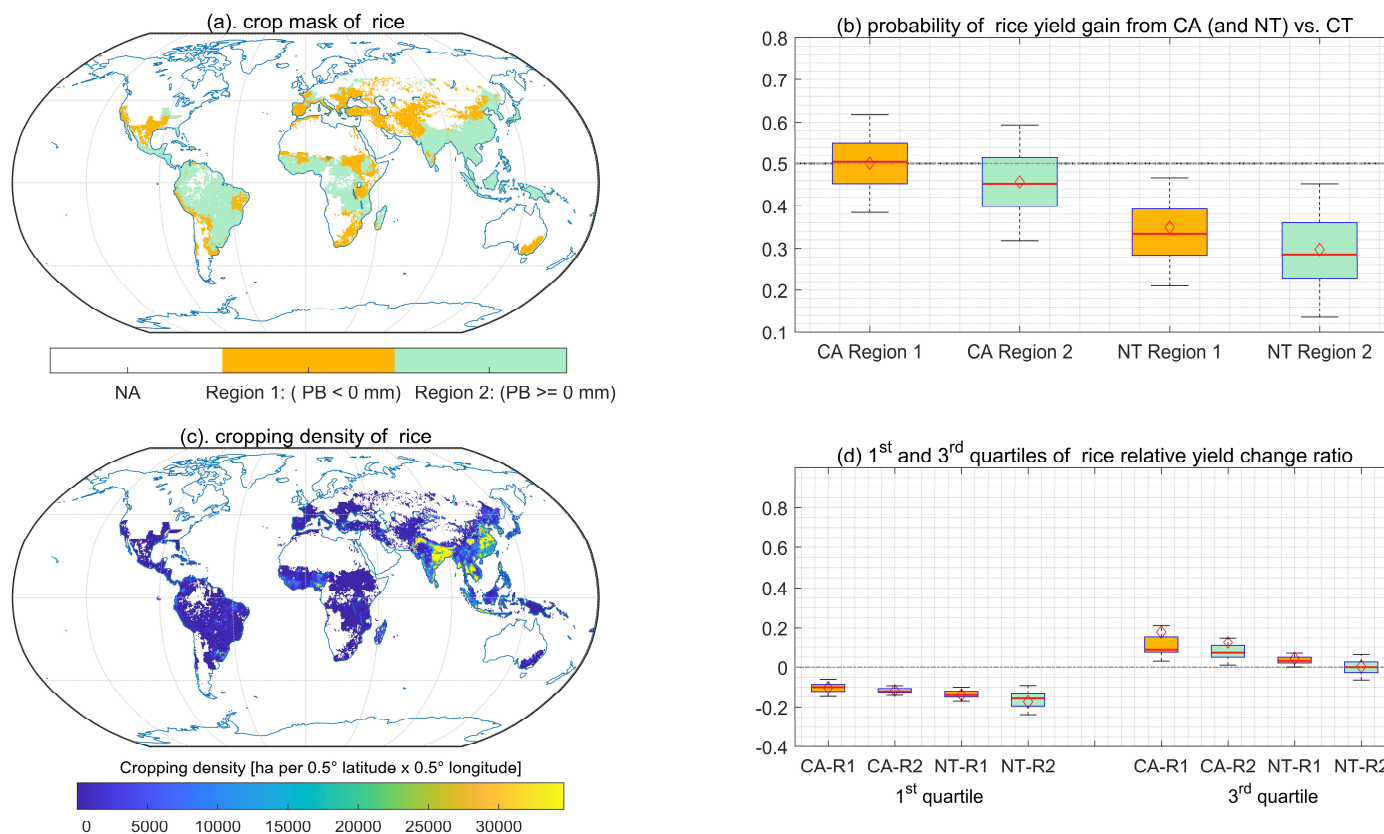 (a). crop mask of rice
NA
Region 1: ( PB < 0 mm)
Region 2: (PB >= 0 mm)
(b) probability of rice yield gain from CA (and NT) vs. CT
0.8
0.7
0.6
0.5
0.4
0.3
0.2
0.1
CA Region 1
CA Region 2
NT Region 1
NT Region 2
(c). cropping density of rice
Cropping density [ha per 0.5° latitude x 0.5° longitude]
0
5000
10000
15000
20000
25000
30000
(d) 1st and 3rd quartiles of rice relative yield change ratio
0.8
0.6
0.4
0.2
0
-0.2
-0.4
CA-R1
CA-R2
NT-R1
NT-R2
CA-R1
CA-R2
NT-R1
NT-R2
1st quartile
3rd quartile